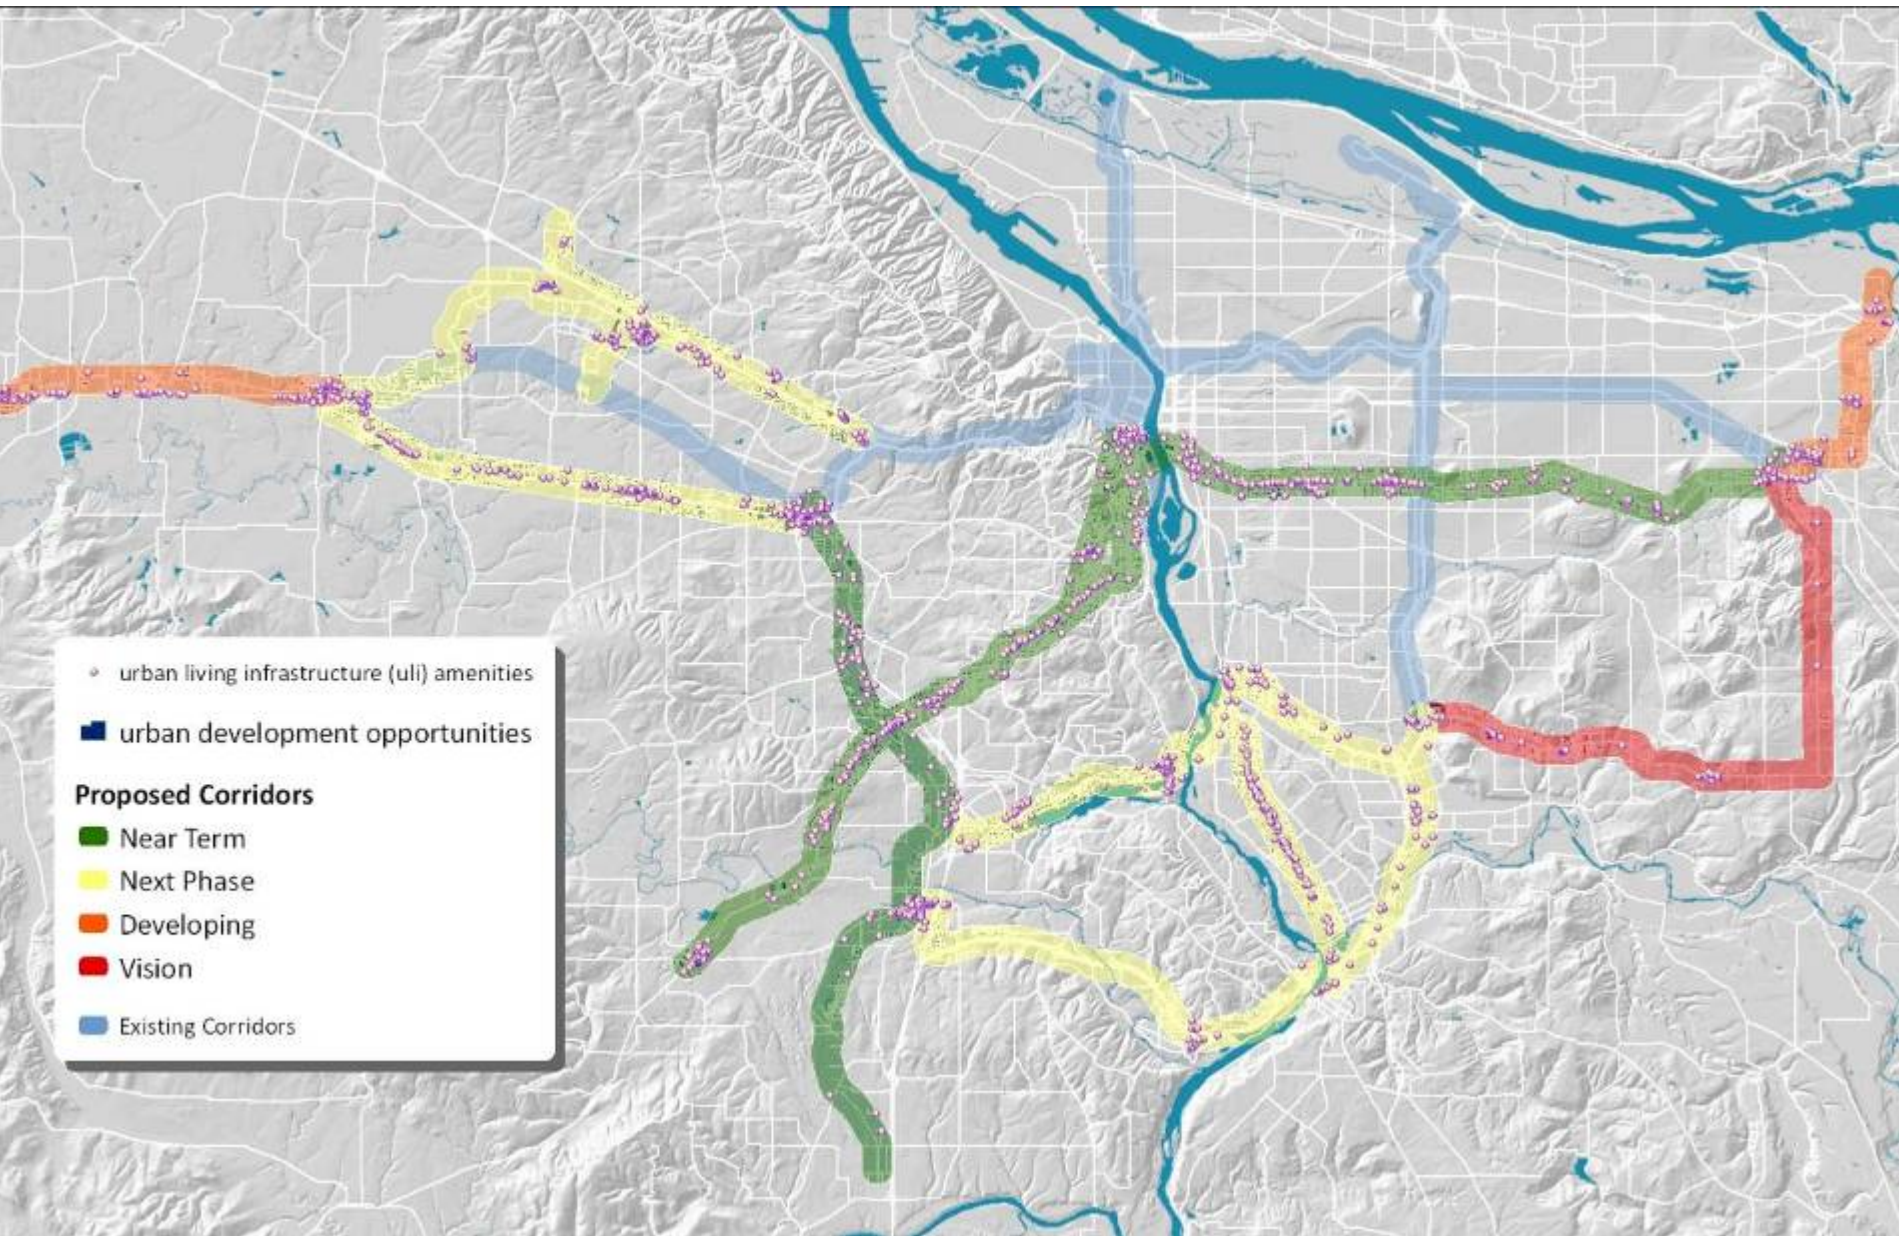 urban living infrastructure (uli) amenities
urban development opportunities
Proposed Corridors
Near Term
Next Phase
Developing
Vision
Existing Corridors